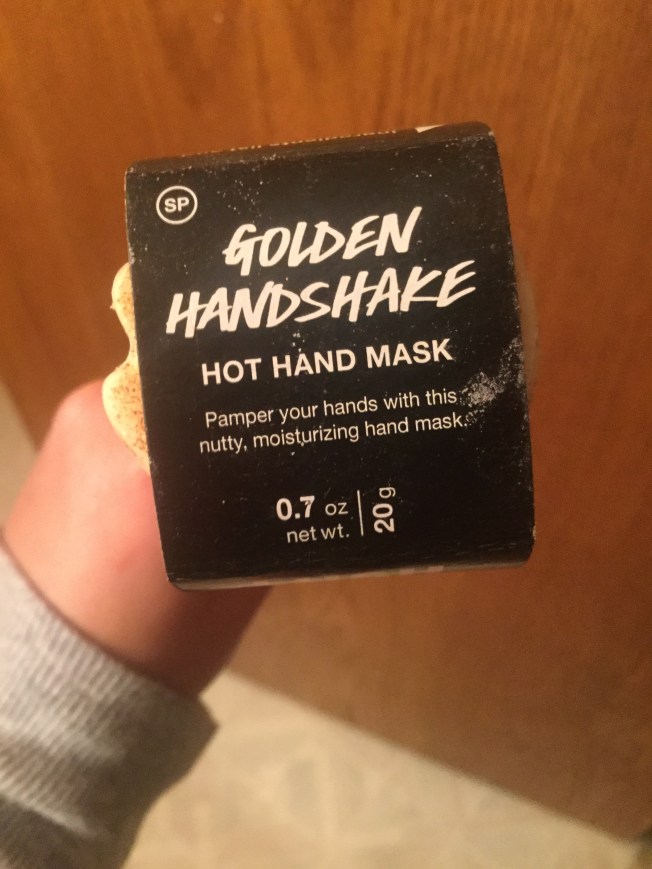 SP
GOLDEN
HANDSHAKE
HOT HAND MASK
Pamper your hands with this
nutty, moisturizing hand mask.
0.7 oz
net wt.
20g